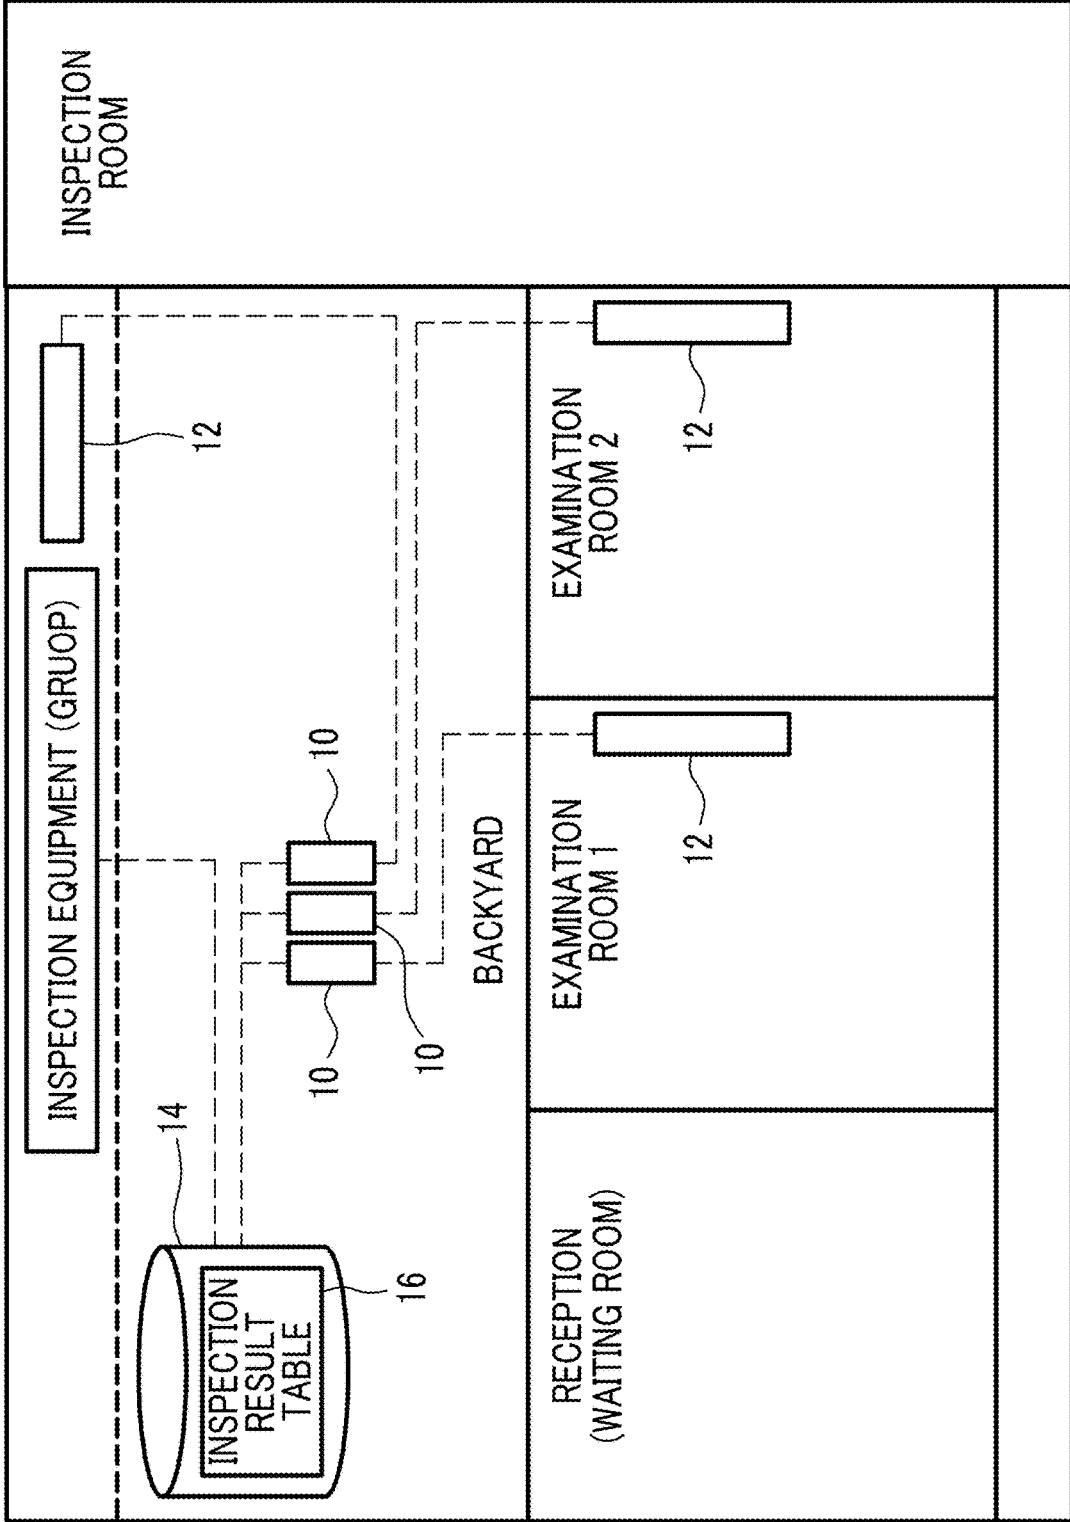 INSPECTION EQUIPMENT (GRUOP)
12
INSPECTION
ROOM
14
INSPECTION
RESULT
TABLE
16
10
10
10
BACKYARD
RECEPTION
(WAITING ROOM)
EXAMINATION
ROOM 1
12
EXAMINATION
ROOM 2
12